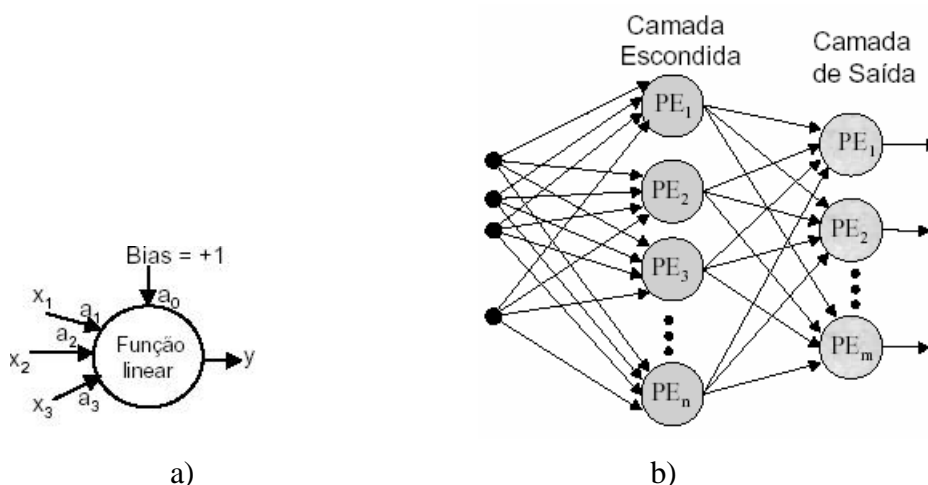 Camada
Escondida
Camada
de Saída
PE1
PE2
PE3
PEn
PE1
PE2
PEm
Bias = +1
x1
a1
a0
a2
x2
Função
linear
y
x3
a3
a)
b)